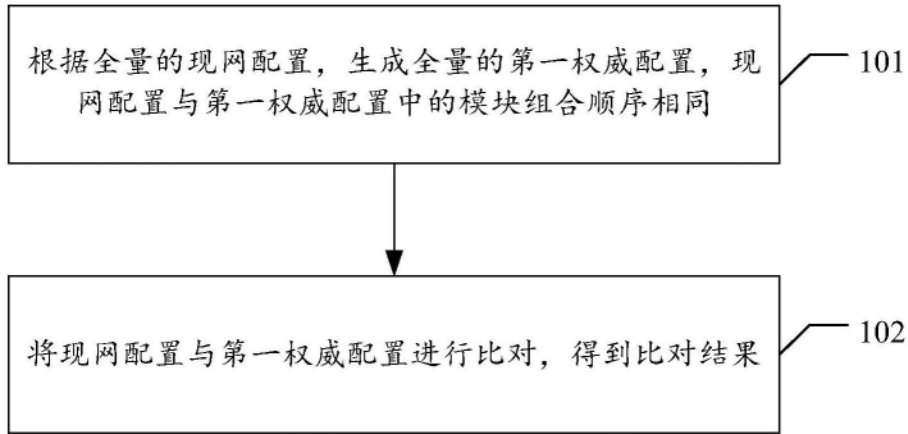 根据全量的现网配置，生成全量的第一权威配置，现
网配置与第一权威配置中的模块组合顺序相同
101
将现网配置与第一权威配置进行比对，得到比对结果
102